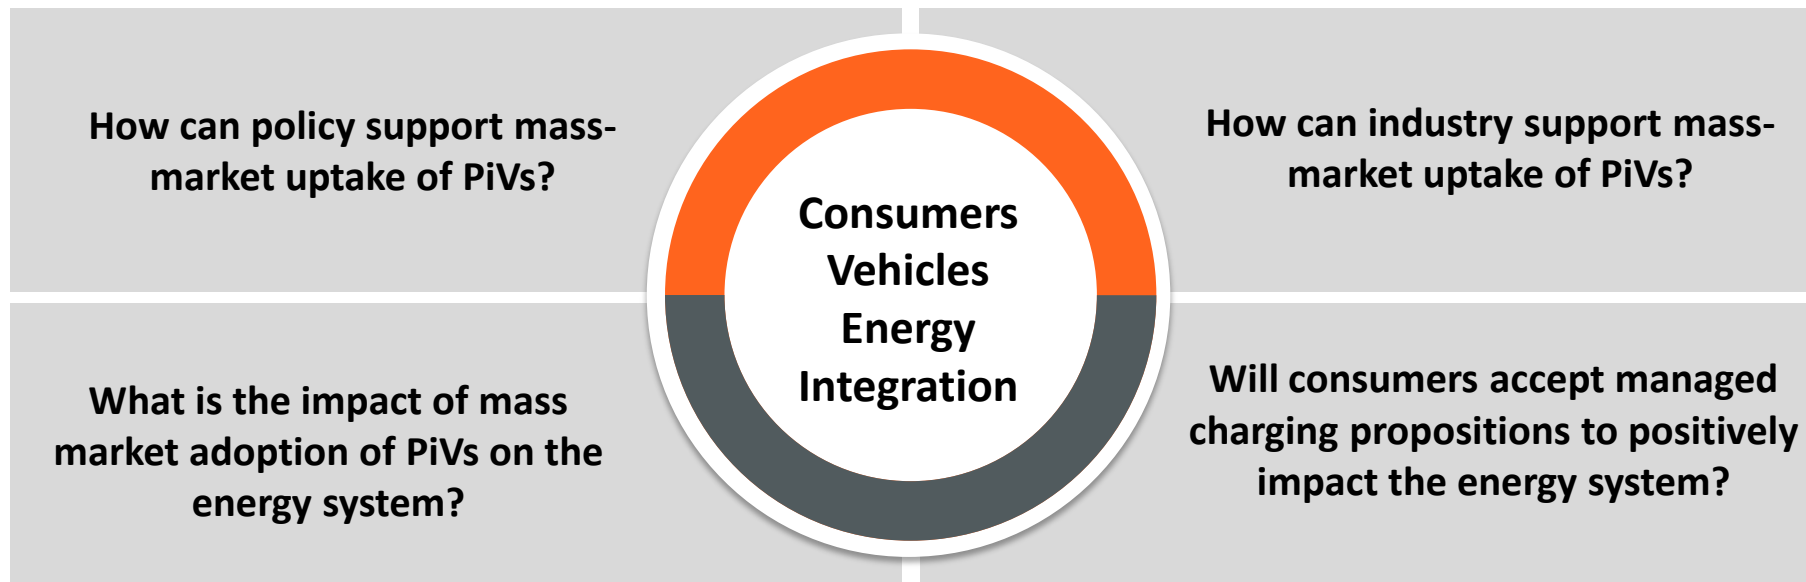 How can policy support mass-
market uptake of PiVs?
How can industry support mass-
market uptake of PiVs?
Consumers
Vehicles
Energy
Integration
What is the impact of mass
market adoption of PiVs on the
energy system?
Will consumers accept managed
charging propositions to positively
impact the energy system?